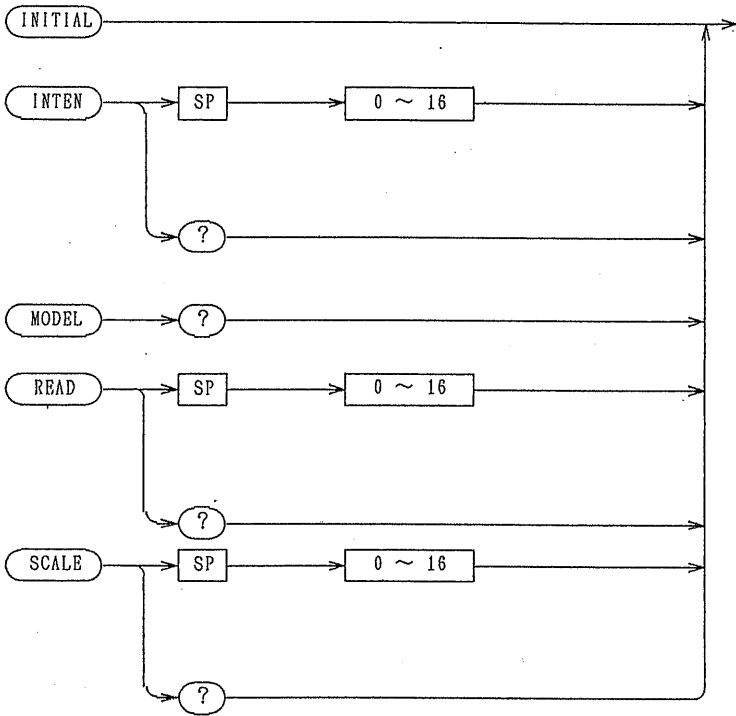 INITIAL
INTEN SP 0 ~ 16
?
MODEL ?
READ SP 0 ~ 16
?
SCALE SP 0 ~ 16
?